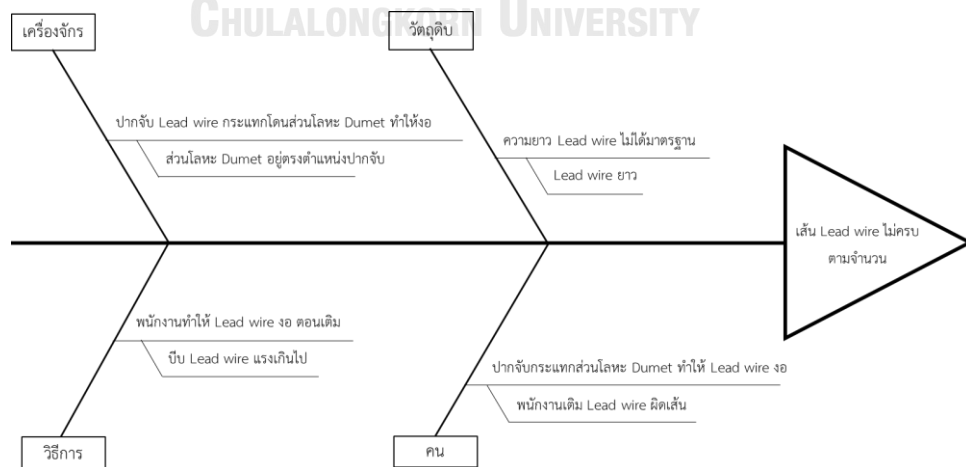 CHULALONGKORN UNIVERSITY
เครื่องจักร
วัตถุดิบ
ปากจับ Lead wire กระแทกโดนส่วนโลหะ Dumet ทำให้งอ
ส่วนโลหะ Dumet อยู่ตรงตำแหน่งปากจับ
ความยาว Lead wire ไม่ได้มาตรฐาน
Lead wire ยาว
เส้น Lead wire ไม่ครบ
ตามจำนวน
พนักงานทำให้ Lead wire งอ ตอนเติม
บีบ Lead wire แรงเกินไป
ปากจับกระแทกส่วนโลหะ Dumet ทำให้ Lead wire งอ
พนักงานเติม Lead wire ผิดเส้น
วิธีการ
คน